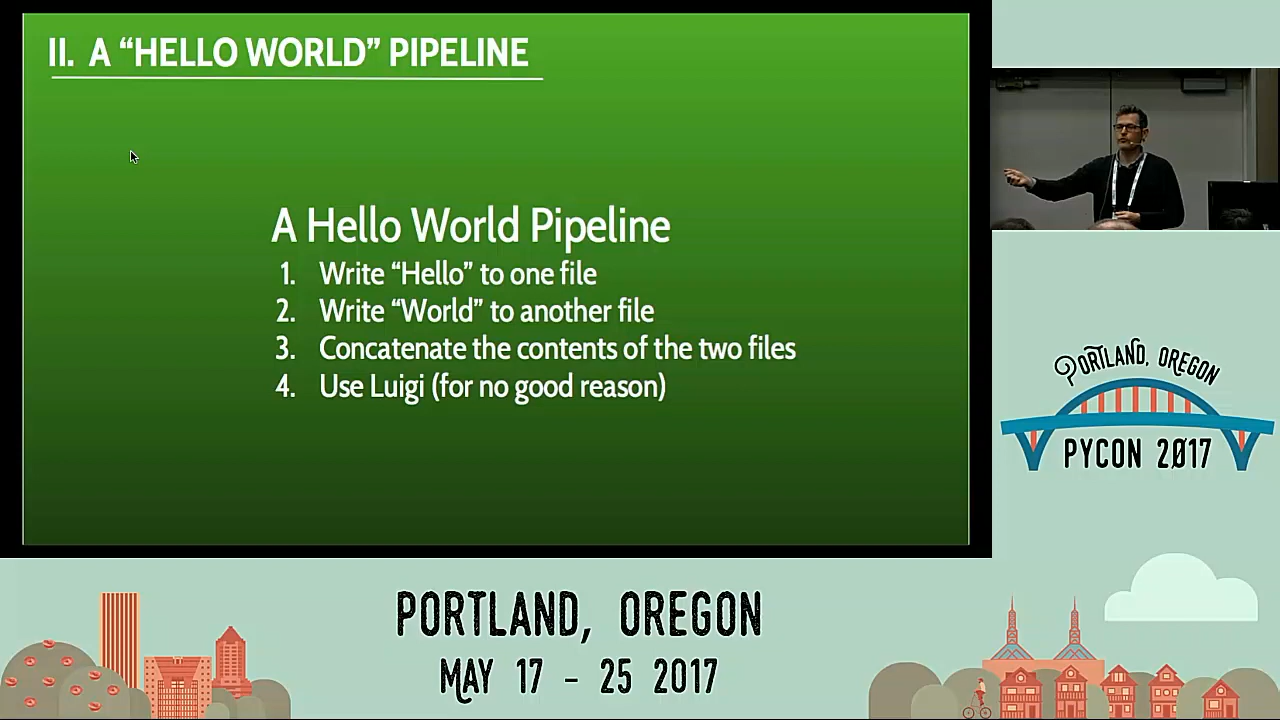 II. A “HELLO WORLD” PIPELINE
A Hello World Pipeline
1. Write “Hello” to one file
2. Write “World” to another file
3. Concatenate the contents of the two files
4. Use Luigi (for no good reason)
PORTLAND, OREGON
PYCON 2017
PORTLAND, OREGON
MAY 17 - 25 2017